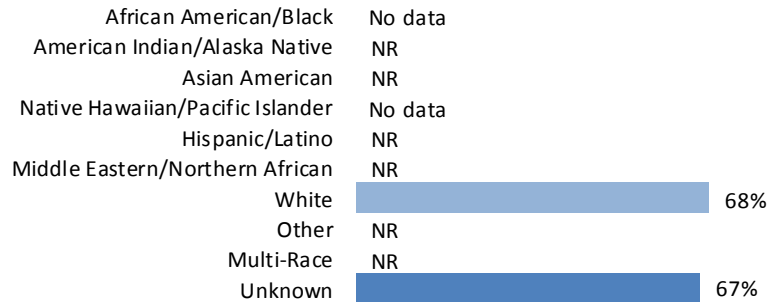 African American/Black No data
American Indian/Alaska Native NR
Asian American NR
Native Hawaiian/Pacific Islander No data
Hispanic/Latino NR
Middle Eastern/Northern African NR
White 68%
Other NR
Multi-Race NR
Unknown 67%